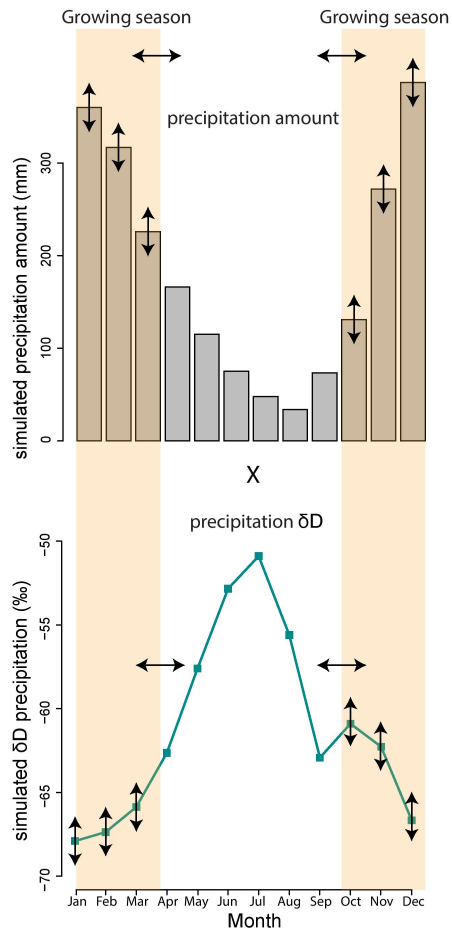 Growing season Growing season
precipitation amount
simulated precipitation amount (mm)
300
200
100
0
X
precipitation δD
simulated δD precipitation (‰)
-50
-55
-60
-65
-70
Jan Feb Mar Apr May Jun Jul Aug Sep Oct Nov Dec
Month